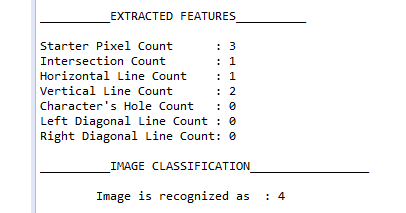 __________EXTRACTED FEATURES__________
Starter Pixel Count : 3
Intersection Count : 1
Horizontal Line Count : 1
Vertical Line Count : 2
Character's Hole Count : 0
Left Diagonal Line Count : 0
Right Diagonal Line Count: 0
__________IMAGE CLASSIFICATION_________________
Image is recognized as : 4